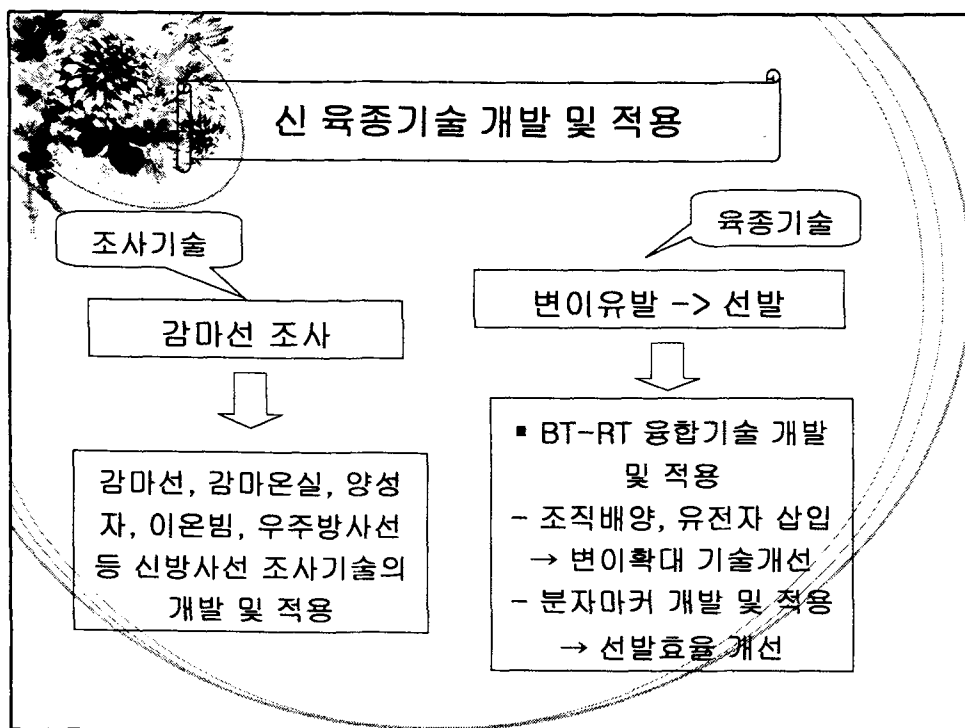 신 육종기술 개발 및 적용
조사기술
감마선 조사
감마선, 감마온실, 양성
자, 이온빔, 우주방사선
등 신방사선 조사기술의
개발 및 적용
육종기술
변이유발 -> 선발
▪ BT-RT 융합기술 개발
및 적용
- 조직배양, 유전자 삽입
→ 변이확대 기술개선
- 분자마커 개발 및 적용
→ 선발효율 개선